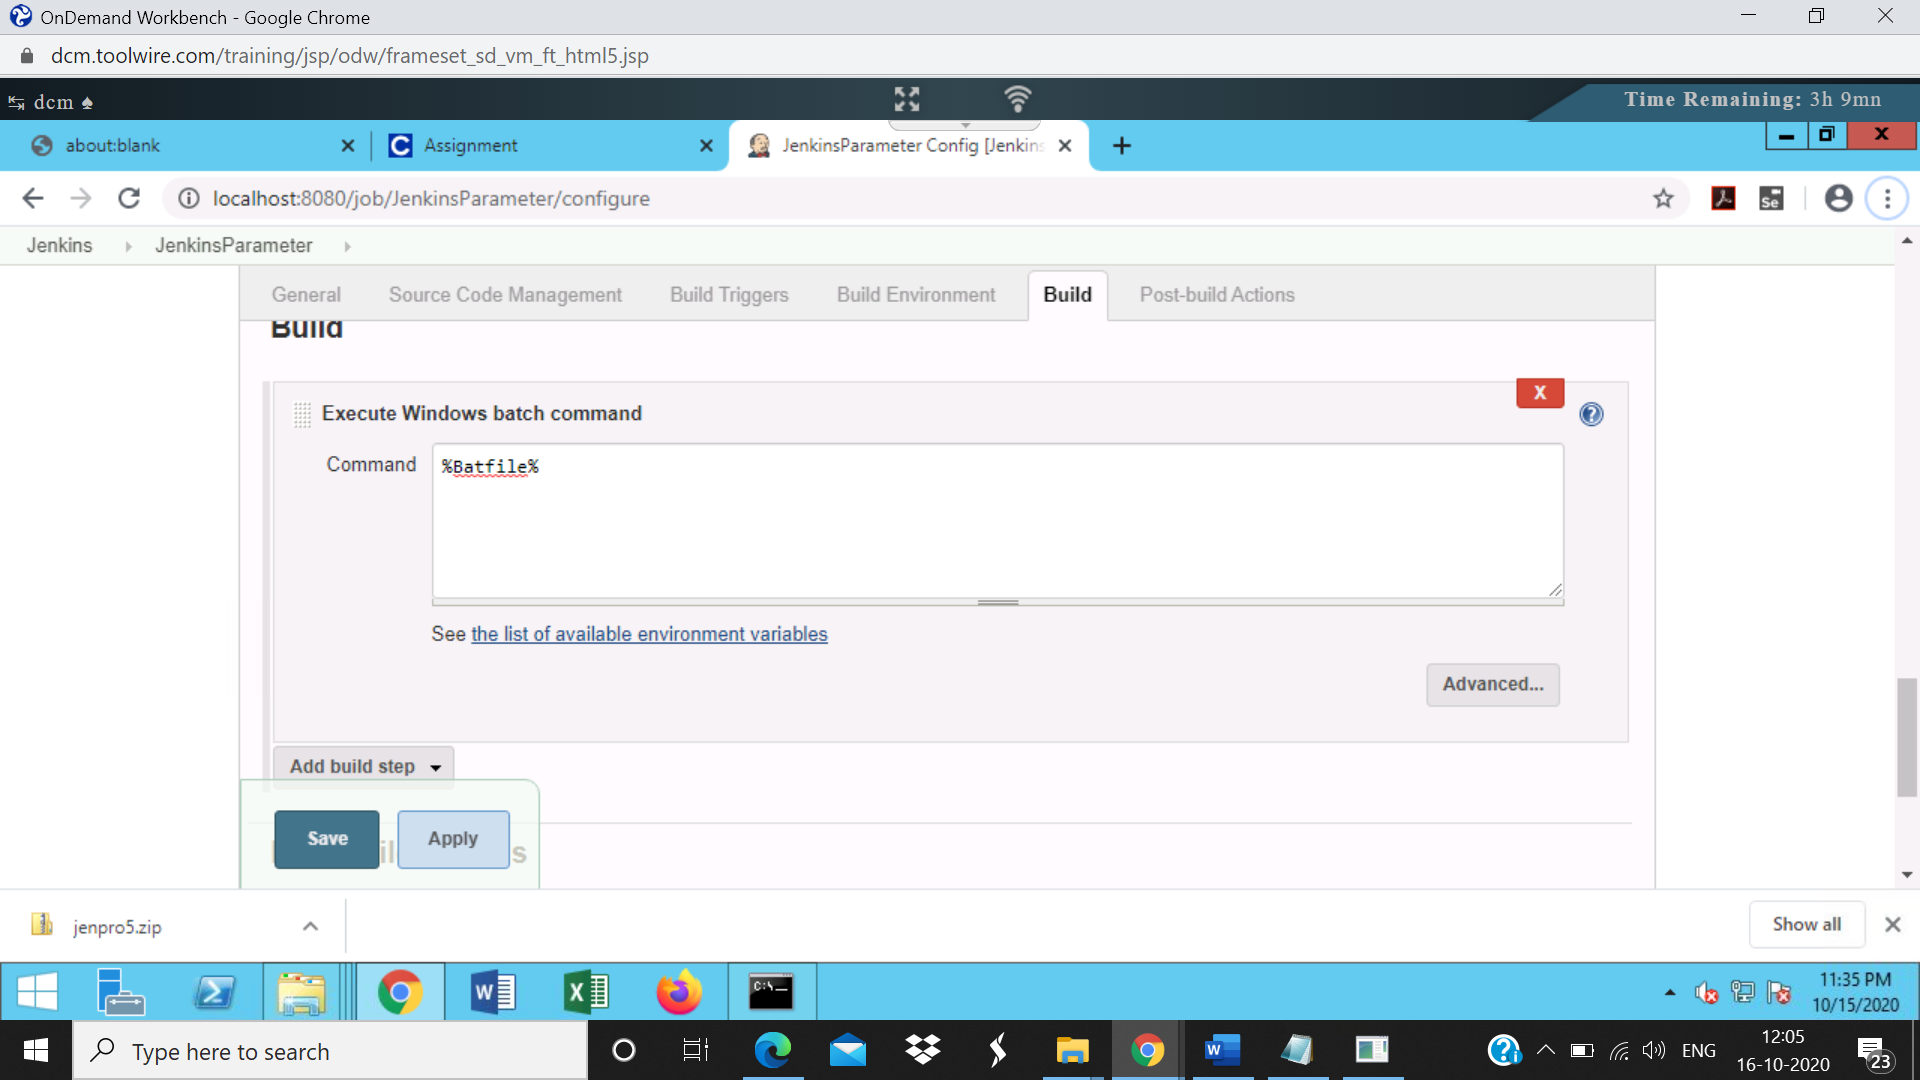 OnDemand Workbench - Google Chrome
dcm.toolwire.com/training/jsp/odw/frameset_sd_vm_ft_html5.jsp
dcm ♠
Time Remaining: 3h 9mn
about:blank
Assignment
JenkinsParameter Config [Jenkins
localhost:8080/job/JenkinsParameter/configure
Se
Jenkins
JenkinsParameter
General
Source Code Management
Build Triggers
Build Environment
Build
Post-build Actions
Build
X
Execute Windows batch command
Command
%Batfile%
See the list of available environment variables
Advanced...
Add build step
Save
Apply
jenpro5.zip
Show all
11:35 PM
10/15/2020
Type here to search
ENG
12:05
16-10-2020
23